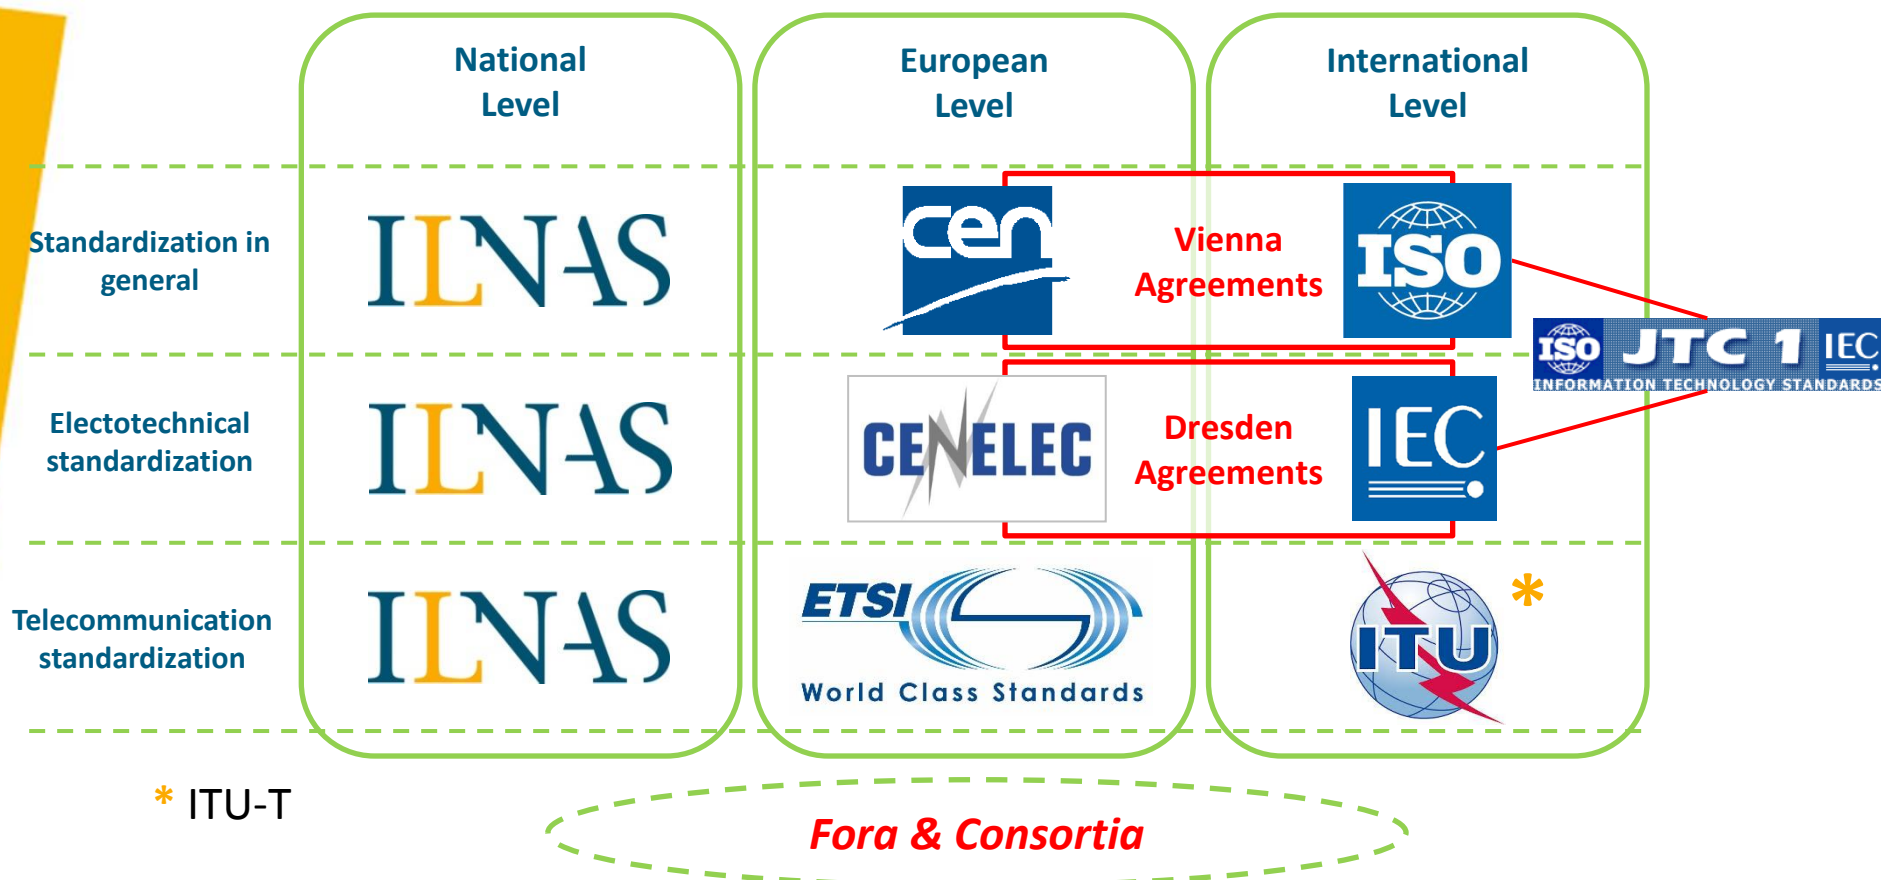 National
Level
European
Level
International
Level
Standardization in
general
ILNAS
cen
Vienna
Agreements
ISO
ISO JTC 1 IEC
INFORMATION TECHNOLOGY STANDARDS
Electotechnical
standardization
ILNAS
CENELEC
Dresden
Agreements
IEC
Telecommunication
standardization
ILNAS
ETSI
World Class Standards
ITU
*
* ITU-T
Fora & Consortia